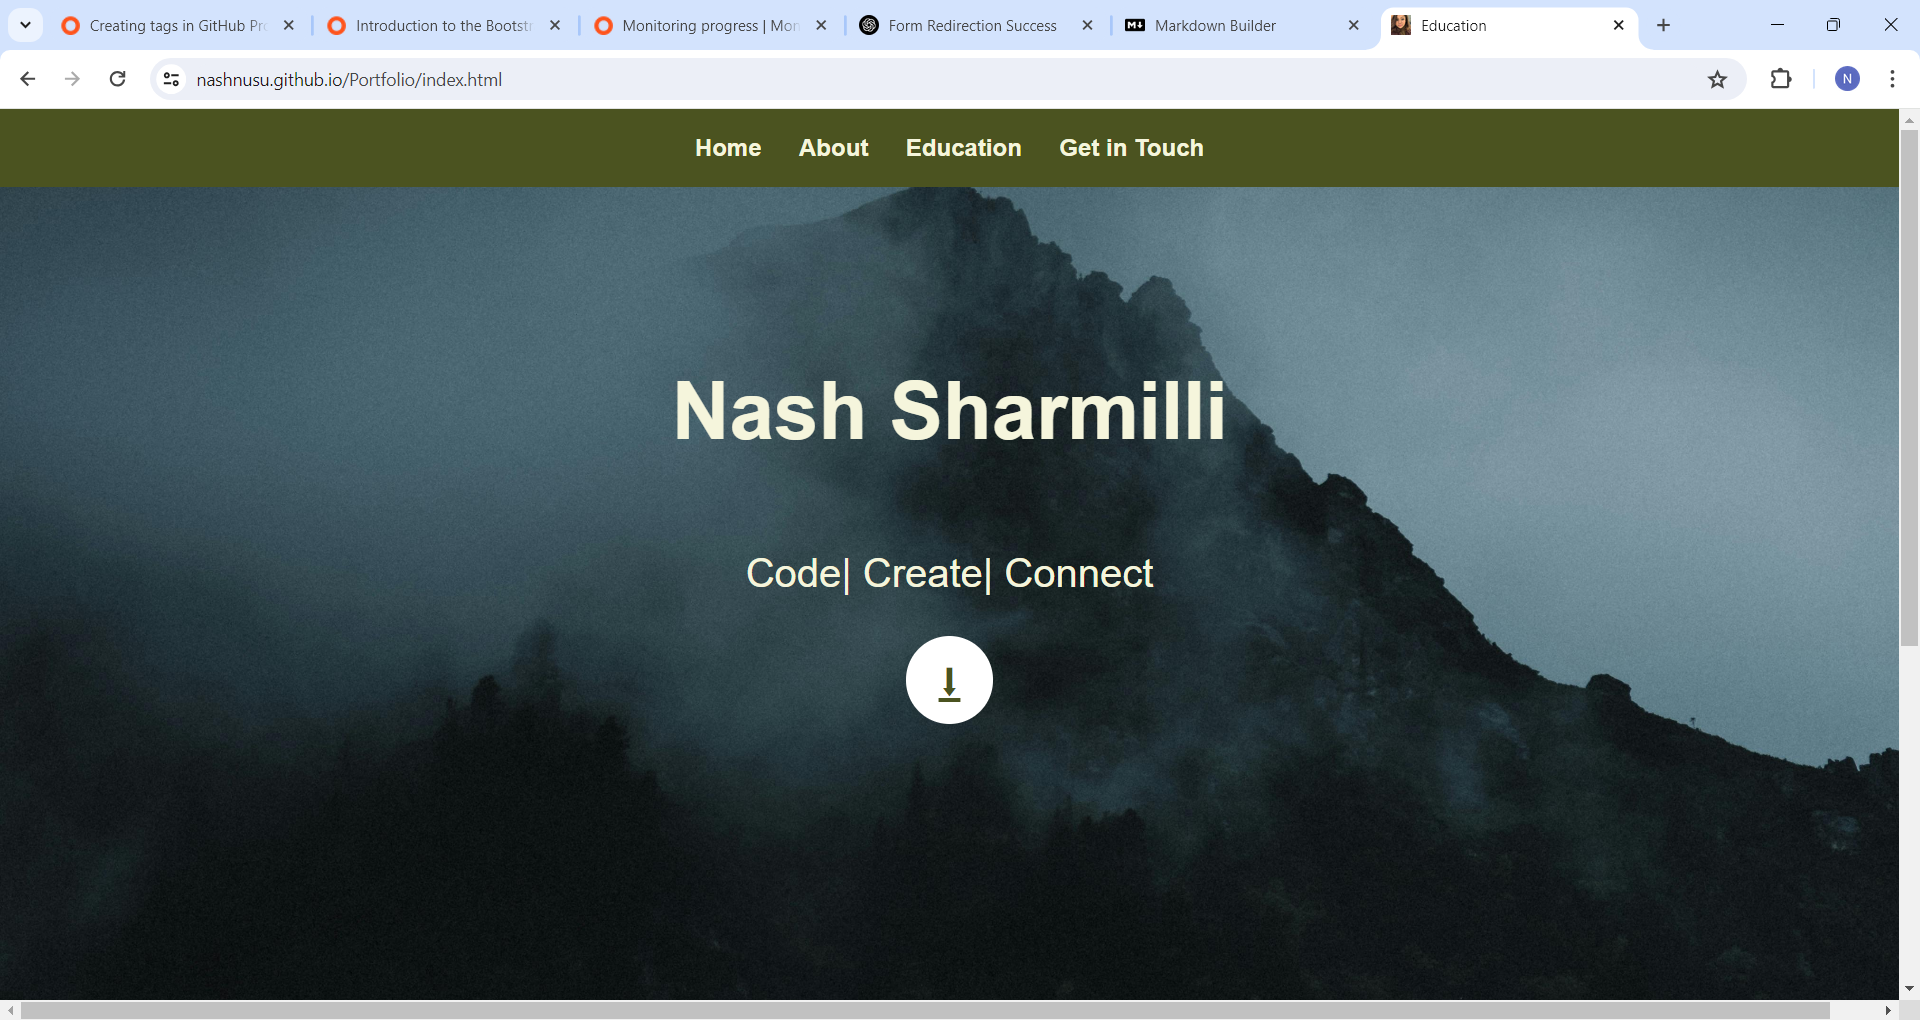 Creating tags in GitHub Pr
Introduction to the Bootst
Monitoring progress | Mon
Form Redirection Success
M
Markdown Builder
Education
nashnusu.github.io/Portfolio/index.html
N
Home About Education Get in Touch
Nash Sharmilli
Code| Create| Connect